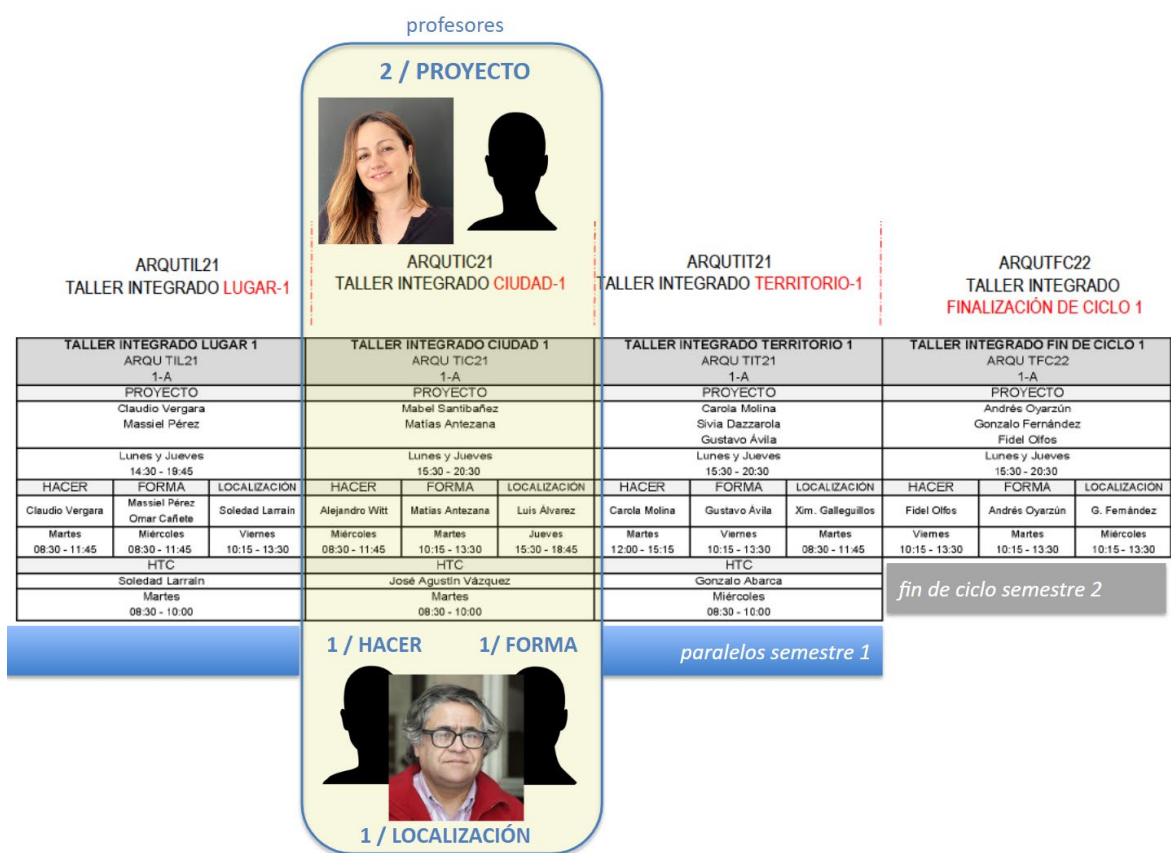 profesores
2 / PROYECTO
ARQUTIL21
TALLER INTEGRADO LUGAR-1
ARQUTIC21
TALLER INTEGRADO CIUDAD-1
ARQUTIT21
TALLER INTEGRADO TERRITORIO-1
ARQUTFC22
TALLER INTEGRADO
FINALIZACIÓN DE CICLO 1
TALLER INTEGRADO LUGAR 1
ARQU TIL21
1-A
PROYECTO
Claudio Vergara
Massiel Pérez
Lunes y Jueves
14:30 - 19:45
HACER FORMA LOCALIZACIÓN
Claudio Vergara
Massiel Pérez
Omar Cañete
Soledad Larraín
Martes Miércoles Viernes
08:30 - 11:45 08:30 - 11:45 10:15 - 13:30
HTC
Soledad Larraín
Martes
08:30 - 10:00
TALLER INTEGRADO CIUDAD 1
ARQU TIC21
1-A
PROYECTO
Mabel Santibañez
Matías Antezana
Lunes y Jueves
15:30 - 20:30
HACER FORMA LOCALIZACIÓN
Alejandro Witt Matías Antezana Luis Álvarez
Miércoles Martes Jueves
08:30 - 11:45 10:15 - 13:30 15:30 - 18:45
HTC
José Agustín Vázquez
Martes
08:30 - 10:00
TALLER INTEGRADO TERRITORIO 1
ARQU TIT21
1-A
PROYECTO
Carola Molina
Sivia Dazzarola
Gustavo Ávila
Lunes y Jueves
15:30 - 20:30
HACER FORMA LOCALIZACIÓN
Carola Molina Gustavo Ávila Xim. Galleguillos
Martes Viernes Martes
12:00 - 15:15 10:15 - 13:30 08:30 - 11:45
HTC
Gonzalo Abarca
Miércoles
08:30 - 10:00
TALLER INTEGRADO FIN DE CICLO 1
ARQU TFC22
1-A
PROYECTO
Andrés Oyarzún
Gonzalo Fernández
Fidel Olfos
Lunes y Jueves
15:30 - 20:30
HACER FORMA LOCALIZACIÓN
Fidel Olfos Andrés Oyarzún G. Fernández
Viernes Martes Miércoles
10:15 - 13:30 10:15 - 13:30 10:15 - 13:30
fin de ciclo semestre 2
1 / HACER 1/ FORMA
paralelos semestre 1
1 / LOCALIZACIÓN